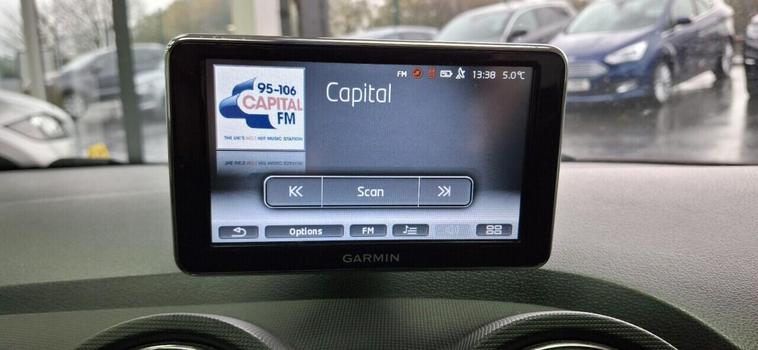 FM 13:38 5.0°C
95-106
CAPITAL
FM
THE UK'S NO.1 HIT MUSIC STATION
Capital
Scan
Options FM
GARMIN